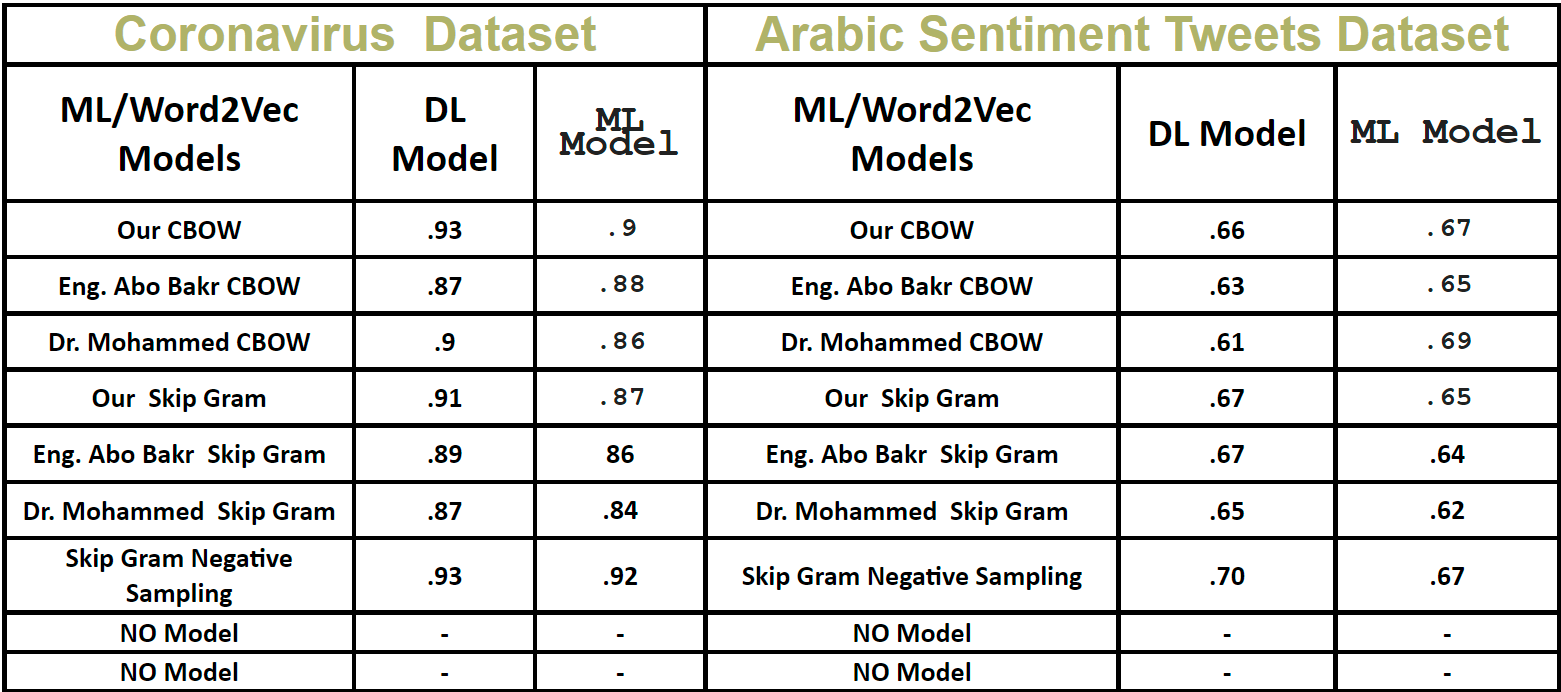 Coronavirus Dataset Arabic Sentiment Tweets Dataset
ML/Word2Vec Models DL Model ML Model ML/Word2Vec Models DL Model ML Model
Our CBOW .93 .9 Our CBOW .66 .67
Eng. Abo Bakr CBOW .87 .88 Eng. Abo Bakr CBOW .63 .65
Dr. Mohammed CBOW .9 .86 Dr. Mohammed CBOW .61 .69
Our Skip Gram .91 .87 Our Skip Gram .67 .65
Eng. Abo Bakr Skip Gram .89 86 Eng. Abo Bakr Skip Gram .67 .64
Dr. Mohammed Skip Gram .87 .84 Dr. Mohammed Skip Gram .65 .62
Skip Gram Negative Sampling .93 .92 Skip Gram Negative Sampling .70 .67
NO Model - - NO Model - -
NO Model - - NO Model - -